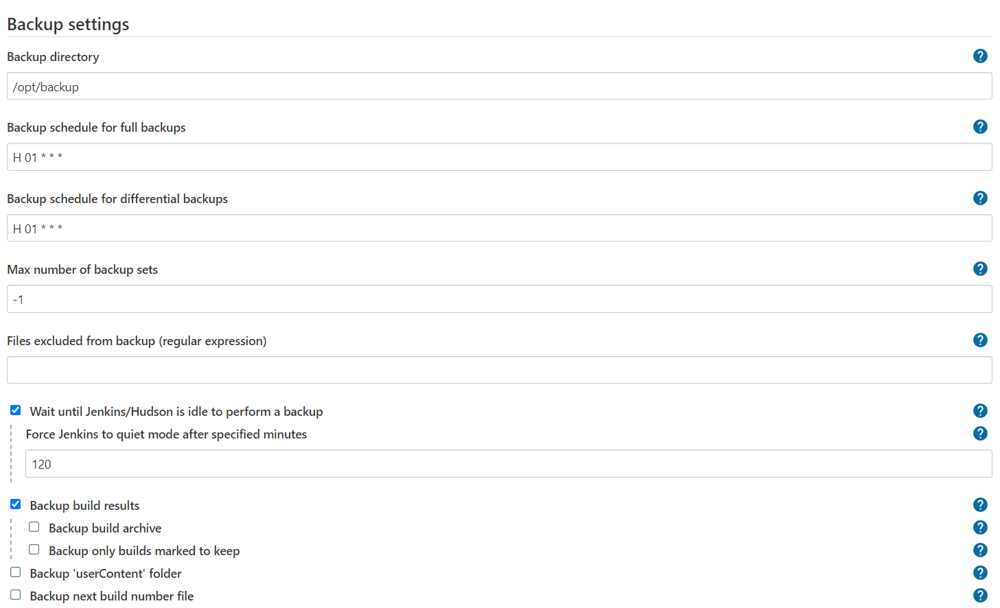 Backup settings
Backup directory
/opt/backup
Backup schedule for full backups
H 01 * * *
Backup schedule for differential backups
H 01 * * *
Max number of backup sets
-1
Files excluded from backup (regular expression)
Wait until Jenkins/Hudson is idle to perform a backup
Force Jenkins to quiet mode after specified minutes
120
Backup build results
Backup build archive
Backup only builds marked to keep
Backup 'userContent' folder
Backup next build number file